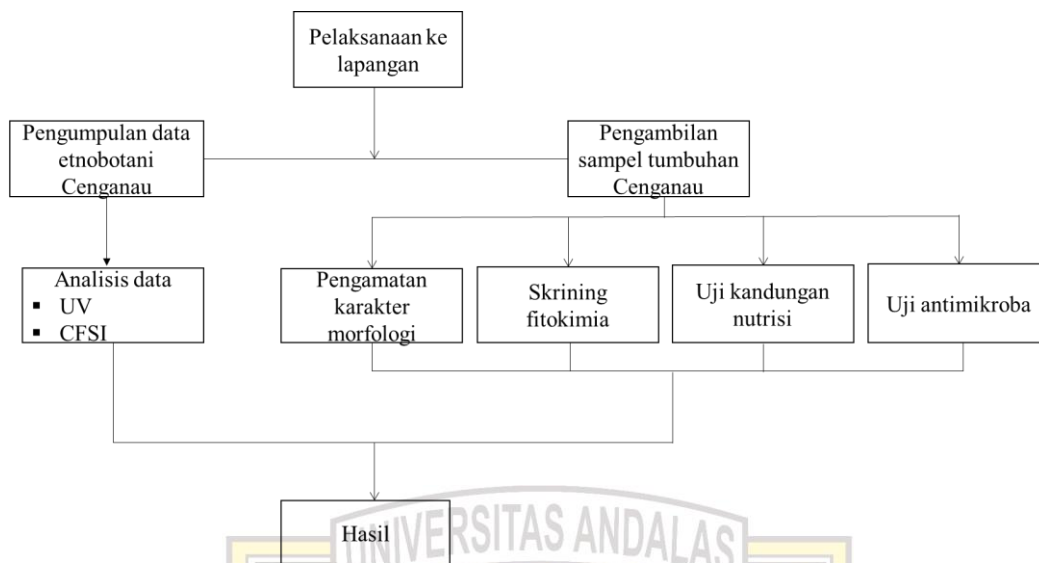 Pelaksanaan ke
lapangan
Pengumpulan data
etnobotani
Cenganau
Pengambilan
sampel tumbuhan
Cenganau
Analisis data
▪ UV
▪ CFSI
Pengamatan
karakter
morfologi
Skrining
fitokimia
Uji kandungan
nutrisi
Uji antimikroba
Hasil
UNIVERSITAS ANDALAS